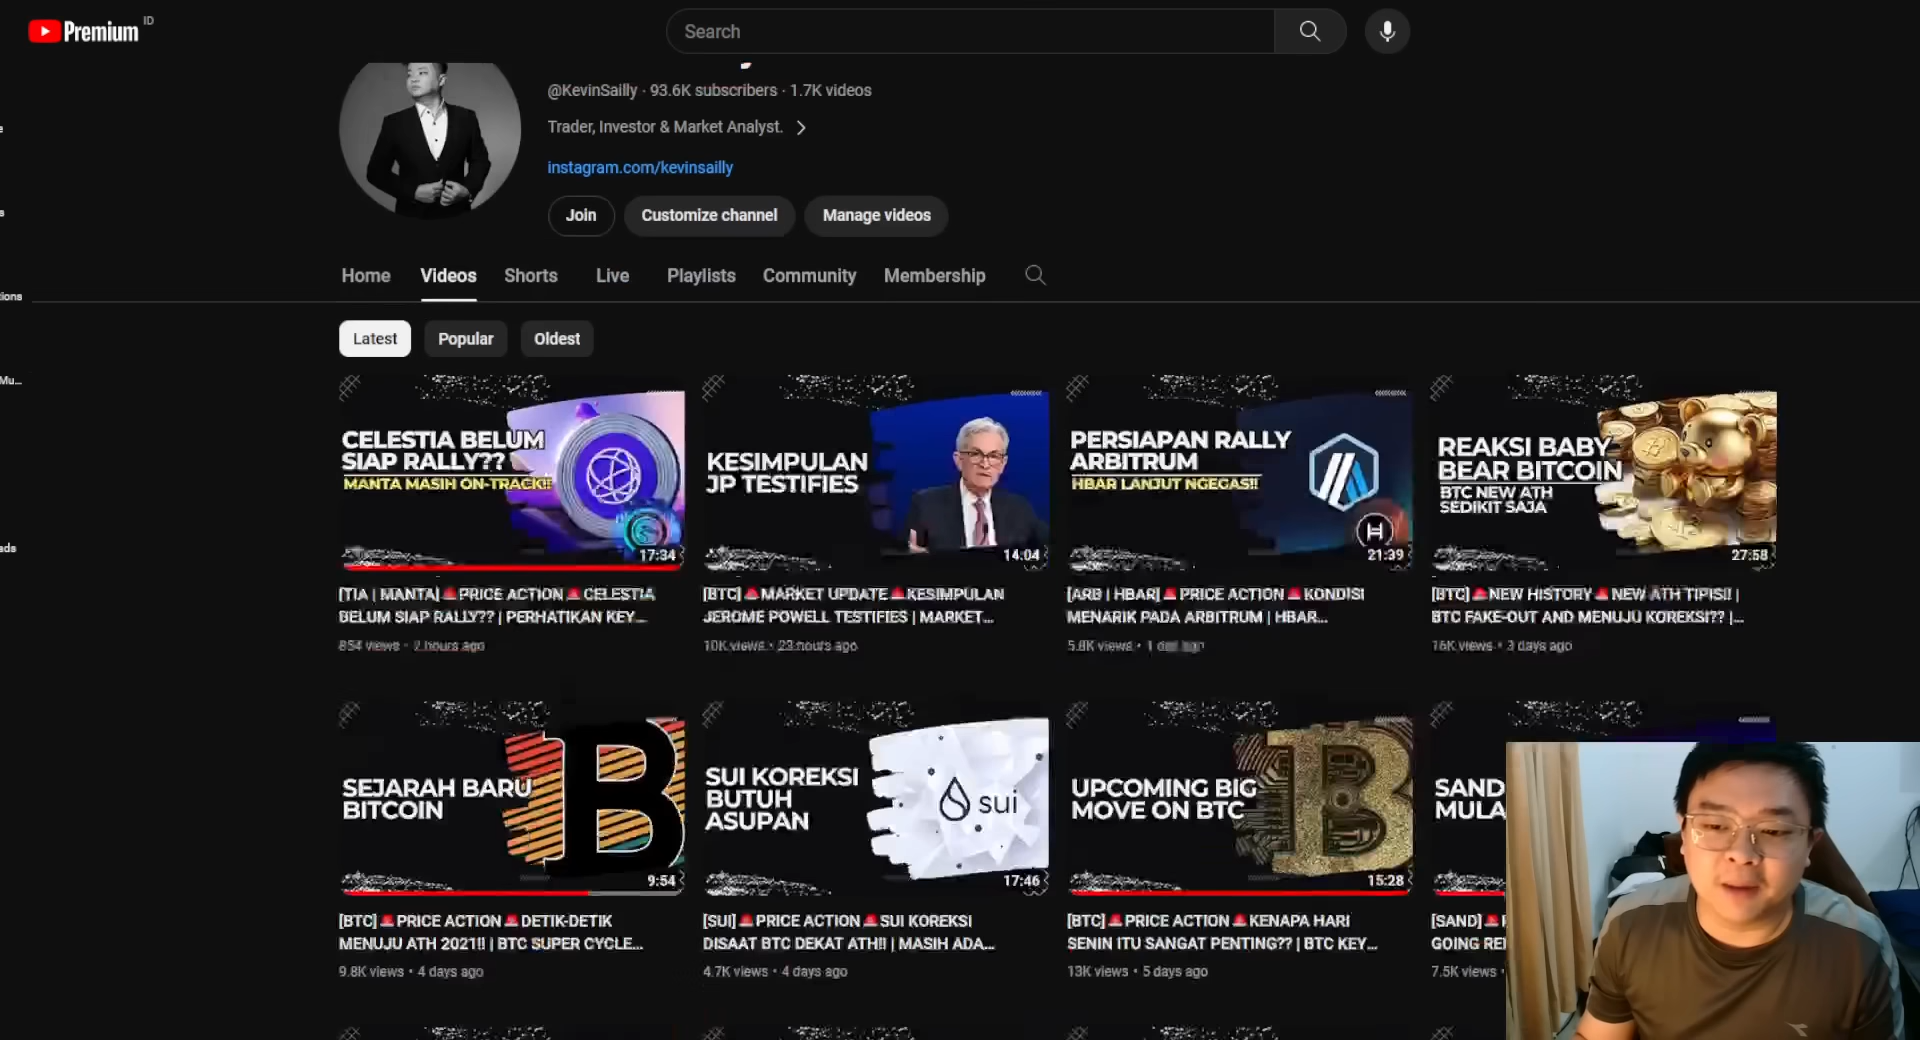 Premium ID
Search
@KevinSailly · 93.6K subscribers · 1.7K videos
Trader, Investor & Market Analyst.
instagram.com/kevinsailly
Join
Customize channel
Manage videos
Home
Videos
Shorts
Live
Playlists
Community
Membership
Latest
Popular
Oldest
tions
Mu...
ads
CELESTIA BELUM
SIAP RALLY??
MANTA MASIH ON-TRACK!!
17:34
KESIMPULAN
JP TESTIFIES
14:04
PERSIAPAN RALLY
ARBITRUM
HBAR LANJUT NGEGAS!!
21:39
REAKSI BABY
BEAR BITCOIN
BTC NEW ATH
SEDIKIT SAJA
27:58
[TIA | MANTA]🚨PRICE ACTION🚨CELESTIA
BELUM SIAP RALLY?? | PERHATIKAN KEY...
854 views • 2 hours ago
[BTC]🚨MARKET UPDATE🚨KESIMPULAN
JEROME POWELL TESTIFIES | MARKET...
10K views • 23 hours ago
[ARB | HBAR]🚨PRICE ACTION🚨KONDISI
MENARIK PADA ARBITRUM | HBAR...
5.8K views • 1 day ago
[BTC]🚨NEW HISTORY🚨NEW ATH TIPIS!! |
BTC FAKE-OUT AND MENUJU KOREKSI?? |...
16K views • 3 days ago
SEJARAH BARU
BITCOIN
9:54
SUI KOREKSI
BUTUH
ASUPAN
sui
17:46
UPCOMING BIG
MOVE ON BTC
15:28
SAND
MULA
[BTC]🚨PRICE ACTION🚨DETIK-DETIK
MENUJU ATH 2021!! | BTC SUPER CYCLE...
9.8K views • 4 days ago
[SUI]🚨PRICE ACTION🚨SUI KOREKSI
DISAAT BTC DEKAT ATH!! | MASIH ADA...
4.7K views • 4 days ago
[BTC]🚨PRICE ACTION🚨KENAPA HARI
SENIN ITU SANGAT PENTING?? | BTC KEY...
13K views • 5 days ago
[SAND]🚨
GOING RE
7.5K views